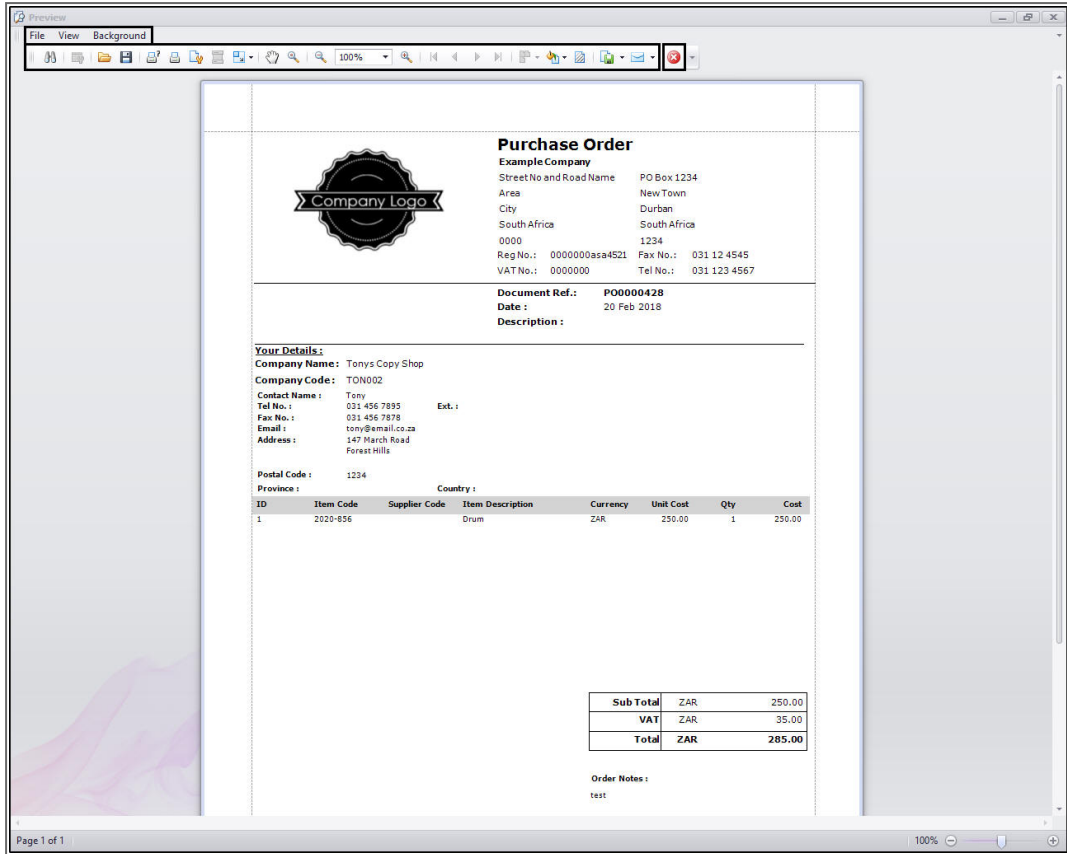 Preview
File View Background
100%
Purchase Order
Example Company
Street No and Road Name PO Box 1234
Area New Town
Company Logo
City Durban
South Africa South Africa
0000 1234
Reg No.: 0000000asa4521 Fax No.: 031 12 4545
VAT No.: 0000000 Tel No.: 031 123 4567
Document Ref.: PO0000428
Date : 20 Feb 2018
Description :
Your Details :
Company Name : Tonys Copy Shop
Company Code : TON002
Contact Name : Tony
Tel No. : 031 456 7895 Ext. :
Fax No. : 031 456 7878
Email : tony@email.co.za
Address : 147 March Road
Forest Hills
Postal Code : 1234
Province : Country :
ID Item Code Supplier Code Item Description Currency Unit Cost Qty Cost
1 2020-856 Drum ZAR 250.00 1 250.00
Sub Total ZAR 250.00
VAT ZAR 35.00
Total ZAR 285.00
Order Notes :
test
Page 1 of 1 100%